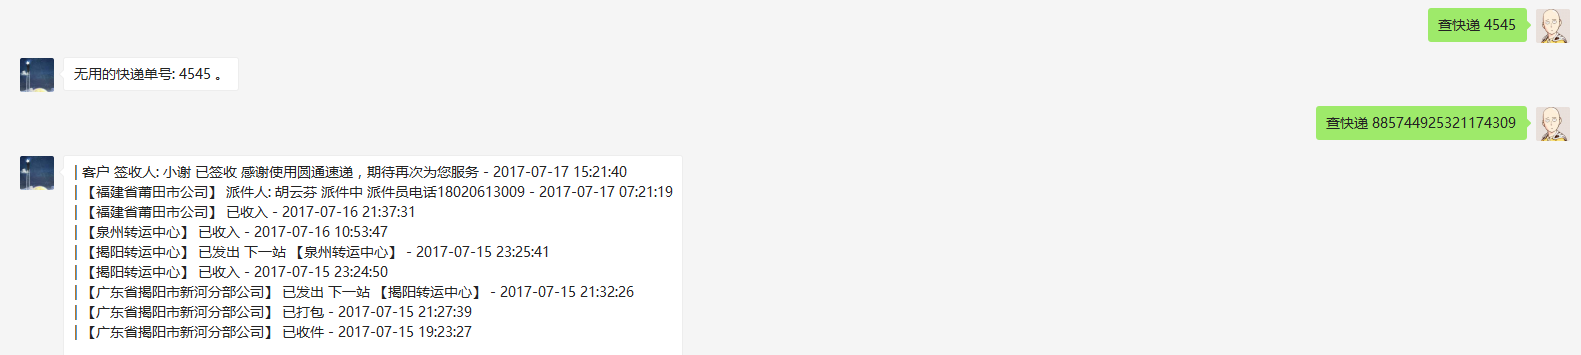 查快递 4545
无用的快递单号: 4545 。
查快递 885744925321174309
| 客户 签收人: 小谢 已签收 感谢使用圆通速递，期待再次为您服务 - 2017-07-17 15:21:40
| 【福建省莆田市公司】 派件人: 胡云芬 派件中 派件员电话18020613009 - 2017-07-17 07:21:19
| 【福建省莆田市公司】 已收入 - 2017-07-16 21:37:31
| 【泉州转运中心】 已收入 - 2017-07-16 10:53:47
| 【揭阳转运中心】 已发出 下一站 【泉州转运中心】 - 2017-07-15 23:25:41
| 【揭阳转运中心】 已收入 - 2017-07-15 23:24:50
| 【广东省揭阳市新河分部公司】 已发出 下一站 【揭阳转运中心】 - 2017-07-15 21:32:26
| 【广东省揭阳市新河分部公司】 已打包 - 2017-07-15 21:27:39
| 【广东省揭阳市新河分部公司】 已收件 - 2017-07-15 19:23:27